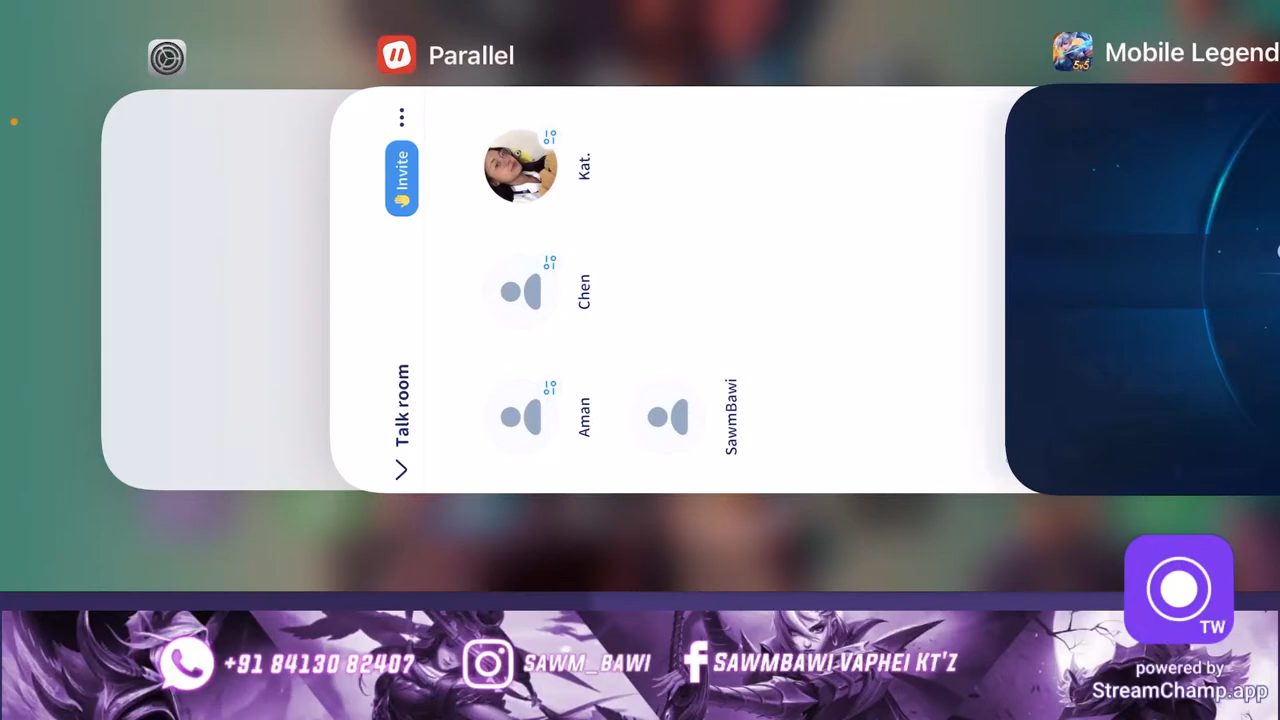 Parallel
Mobile Legend
Invite
Talk room
Kat.
Chen
Aman
SawmBawi
5v5
TW
+91 84130 82407
SAWM_BAWI
SAWMBAWI VAPHEI KT'Z
powered by
StreamChamp.app